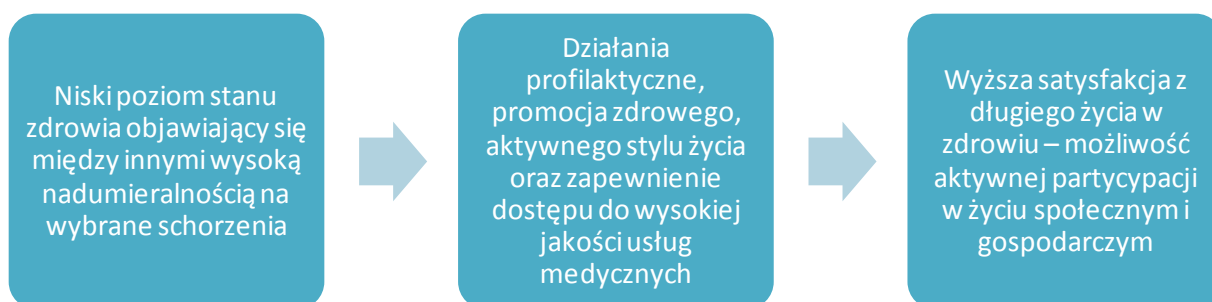 Niski poziom stanu
zdrowia objawiający się
między innymi wysoką
nadumieralnością na
wybrane schorzenia
Działania
profilaktyczne,
promocja zdrowego,
aktywnego stylu życia
oraz zapewnienie
dostępu do wysokiej
jakości usług
medycznych
Wyższa satysfakcja z
długiego życia w
zdrowiu – możliwość
aktywnej partycypacji
w życiu społecznym i
gospodarczym